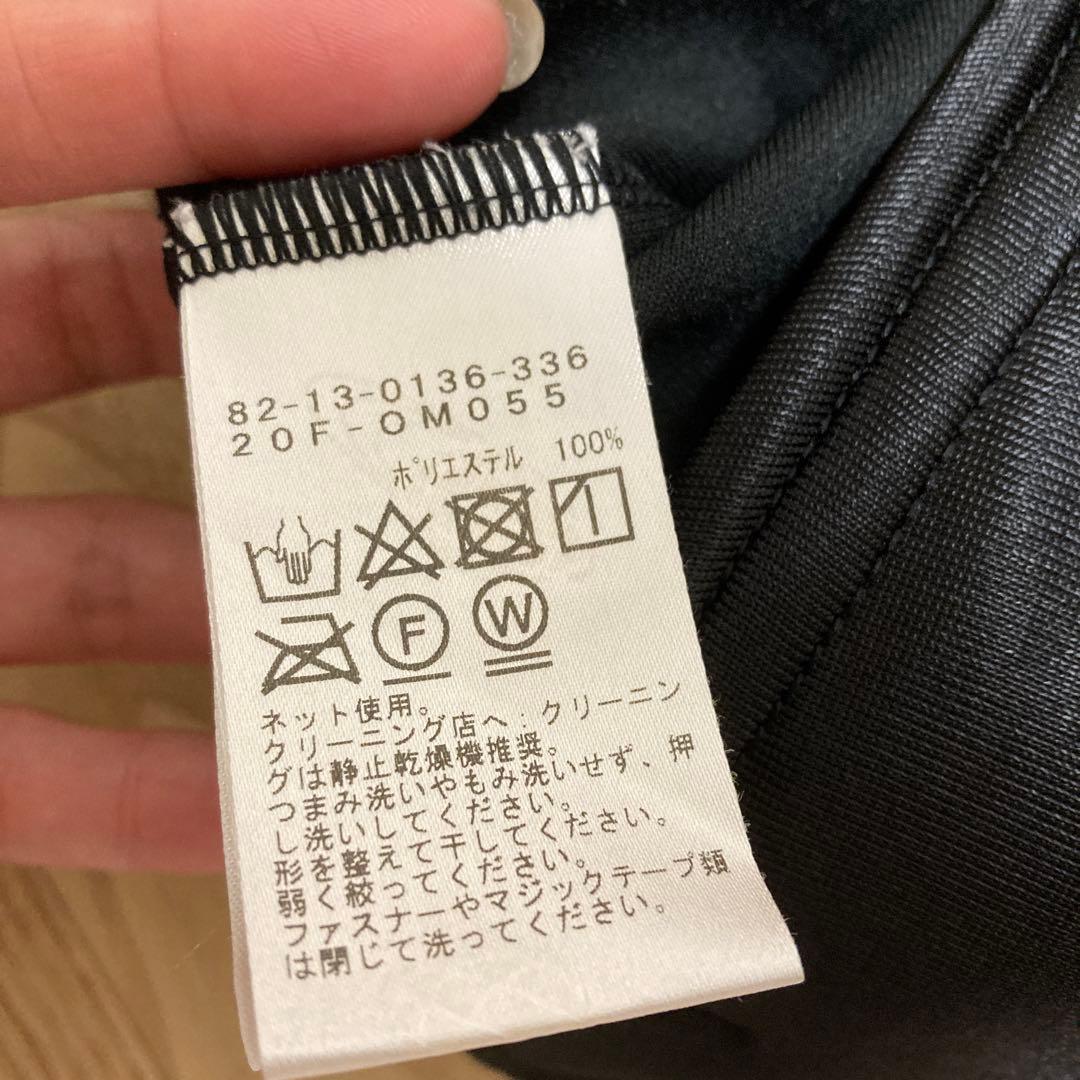 82-13-0136-336
20F-OM055
ポリエステル 100%
F W
ネット使用。
クリーニング店へ:クリーニン
グは静止乾燥機推奨。
つまみ洗いやもみ洗いせず、押
し洗いしてください。
形を整えて干してください。
弱く絞ってください。
ファスナーやマジックテープ類
は閉じて洗ってください。